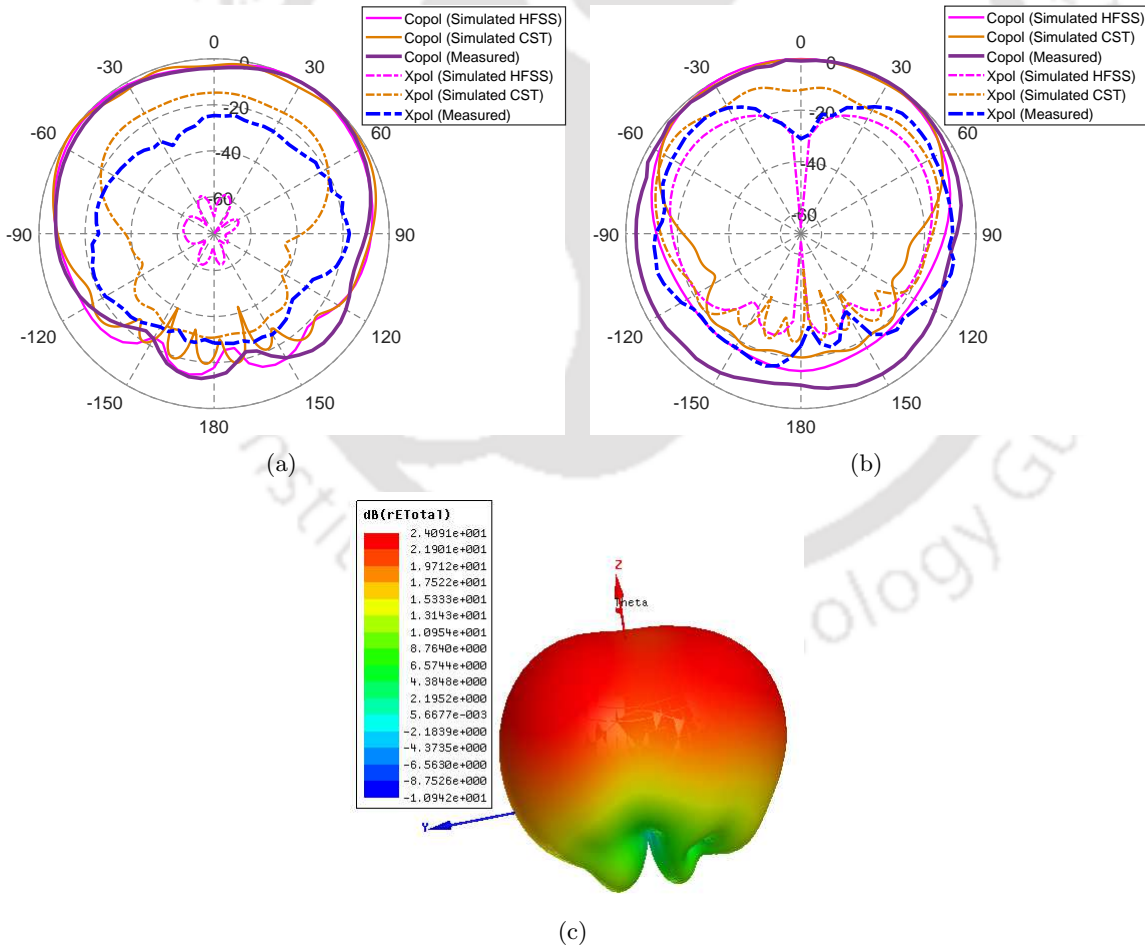 Copol (Simulated HFSS)
Copol (Simulated CST)
Copol (Measured)
Xpol (Simulated HFSS)
Xpol (Simulated CST)
Xpol (Measured)
0
-30
30
-60
60
-90
90
-120
120
-150
150
180
0
-20
-40
-60
(a)
Copol (Simulated HFSS)
Copol (Simulated CST)
Copol (Measured)
Xpol (Simulated HFSS)
Xpol (Simulated CST)
Xpol (Measured)
0
-30
30
-60
60
-90
90
-120
120
-150
150
180
0
-20
-40
-60
(b)
dB(rETotal)
2.4091e+001
2.1901e+001
1.9712e+001
1.7522e+001
1.5333e+001
1.3143e+001
1.0954e+001
8.7640e+000
6.5744e+000
4.3848e+000
2.1952e+000
5.6677e-003
-2.1839e+000
-4.3735e+000
-6.5630e+000
-8.7526e+000
-1.0942e+001
Z
Theta
Y
(c)
nstit
ology Gu